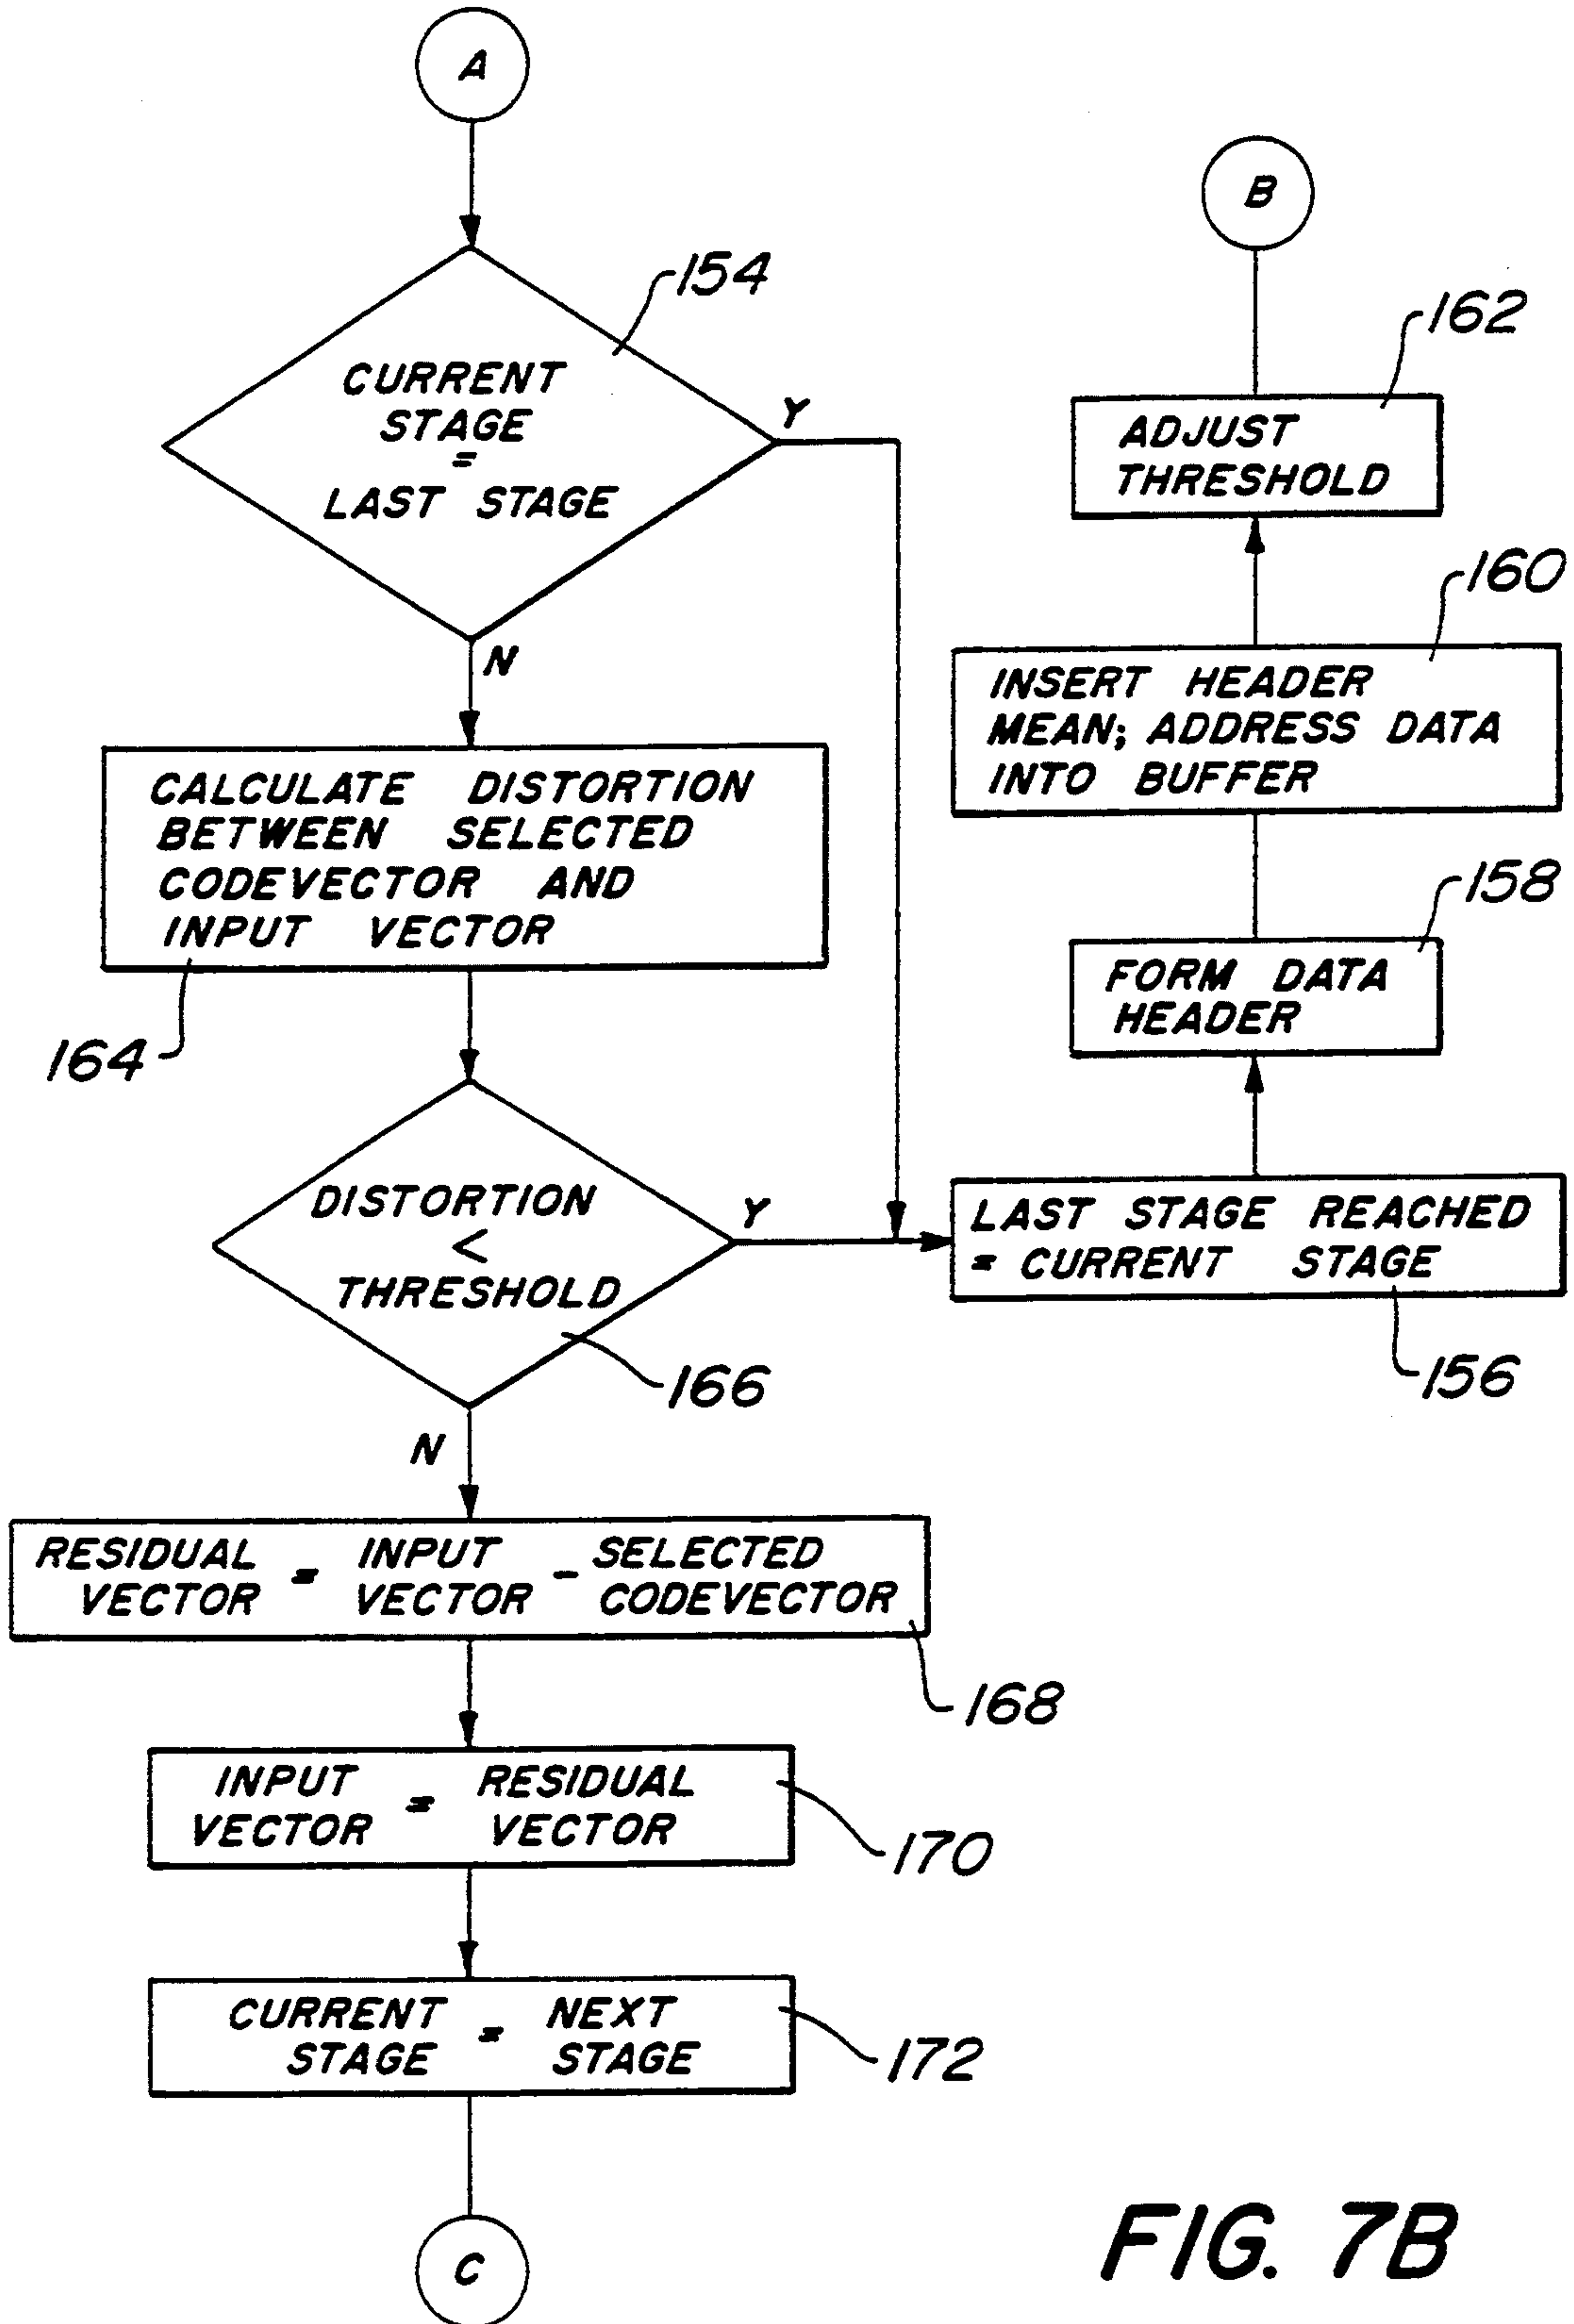 A
154
CURRENT
STAGE
=
LAST STAGE
Y
N
CALCULATE DISTORTION
BETWEEN SELECTED
CODEVECTOR AND
INPUT VECTOR
164
DISTORTION
<
THRESHOLD
Y
166
N
RESIDUAL = INPUT - SELECTED
VECTOR VECTOR CODEVECTOR
168
INPUT = RESIDUAL
VECTOR VECTOR
170
CURRENT = NEXT
STAGE STAGE
172
C
B
162
ADJUST
THRESHOLD
160
INSERT HEADER
MEAN; ADDRESS DATA
INTO BUFFER
158
FORM DATA
HEADER
LAST STAGE REACHED
= CURRENT STAGE
156
FIG. 7B